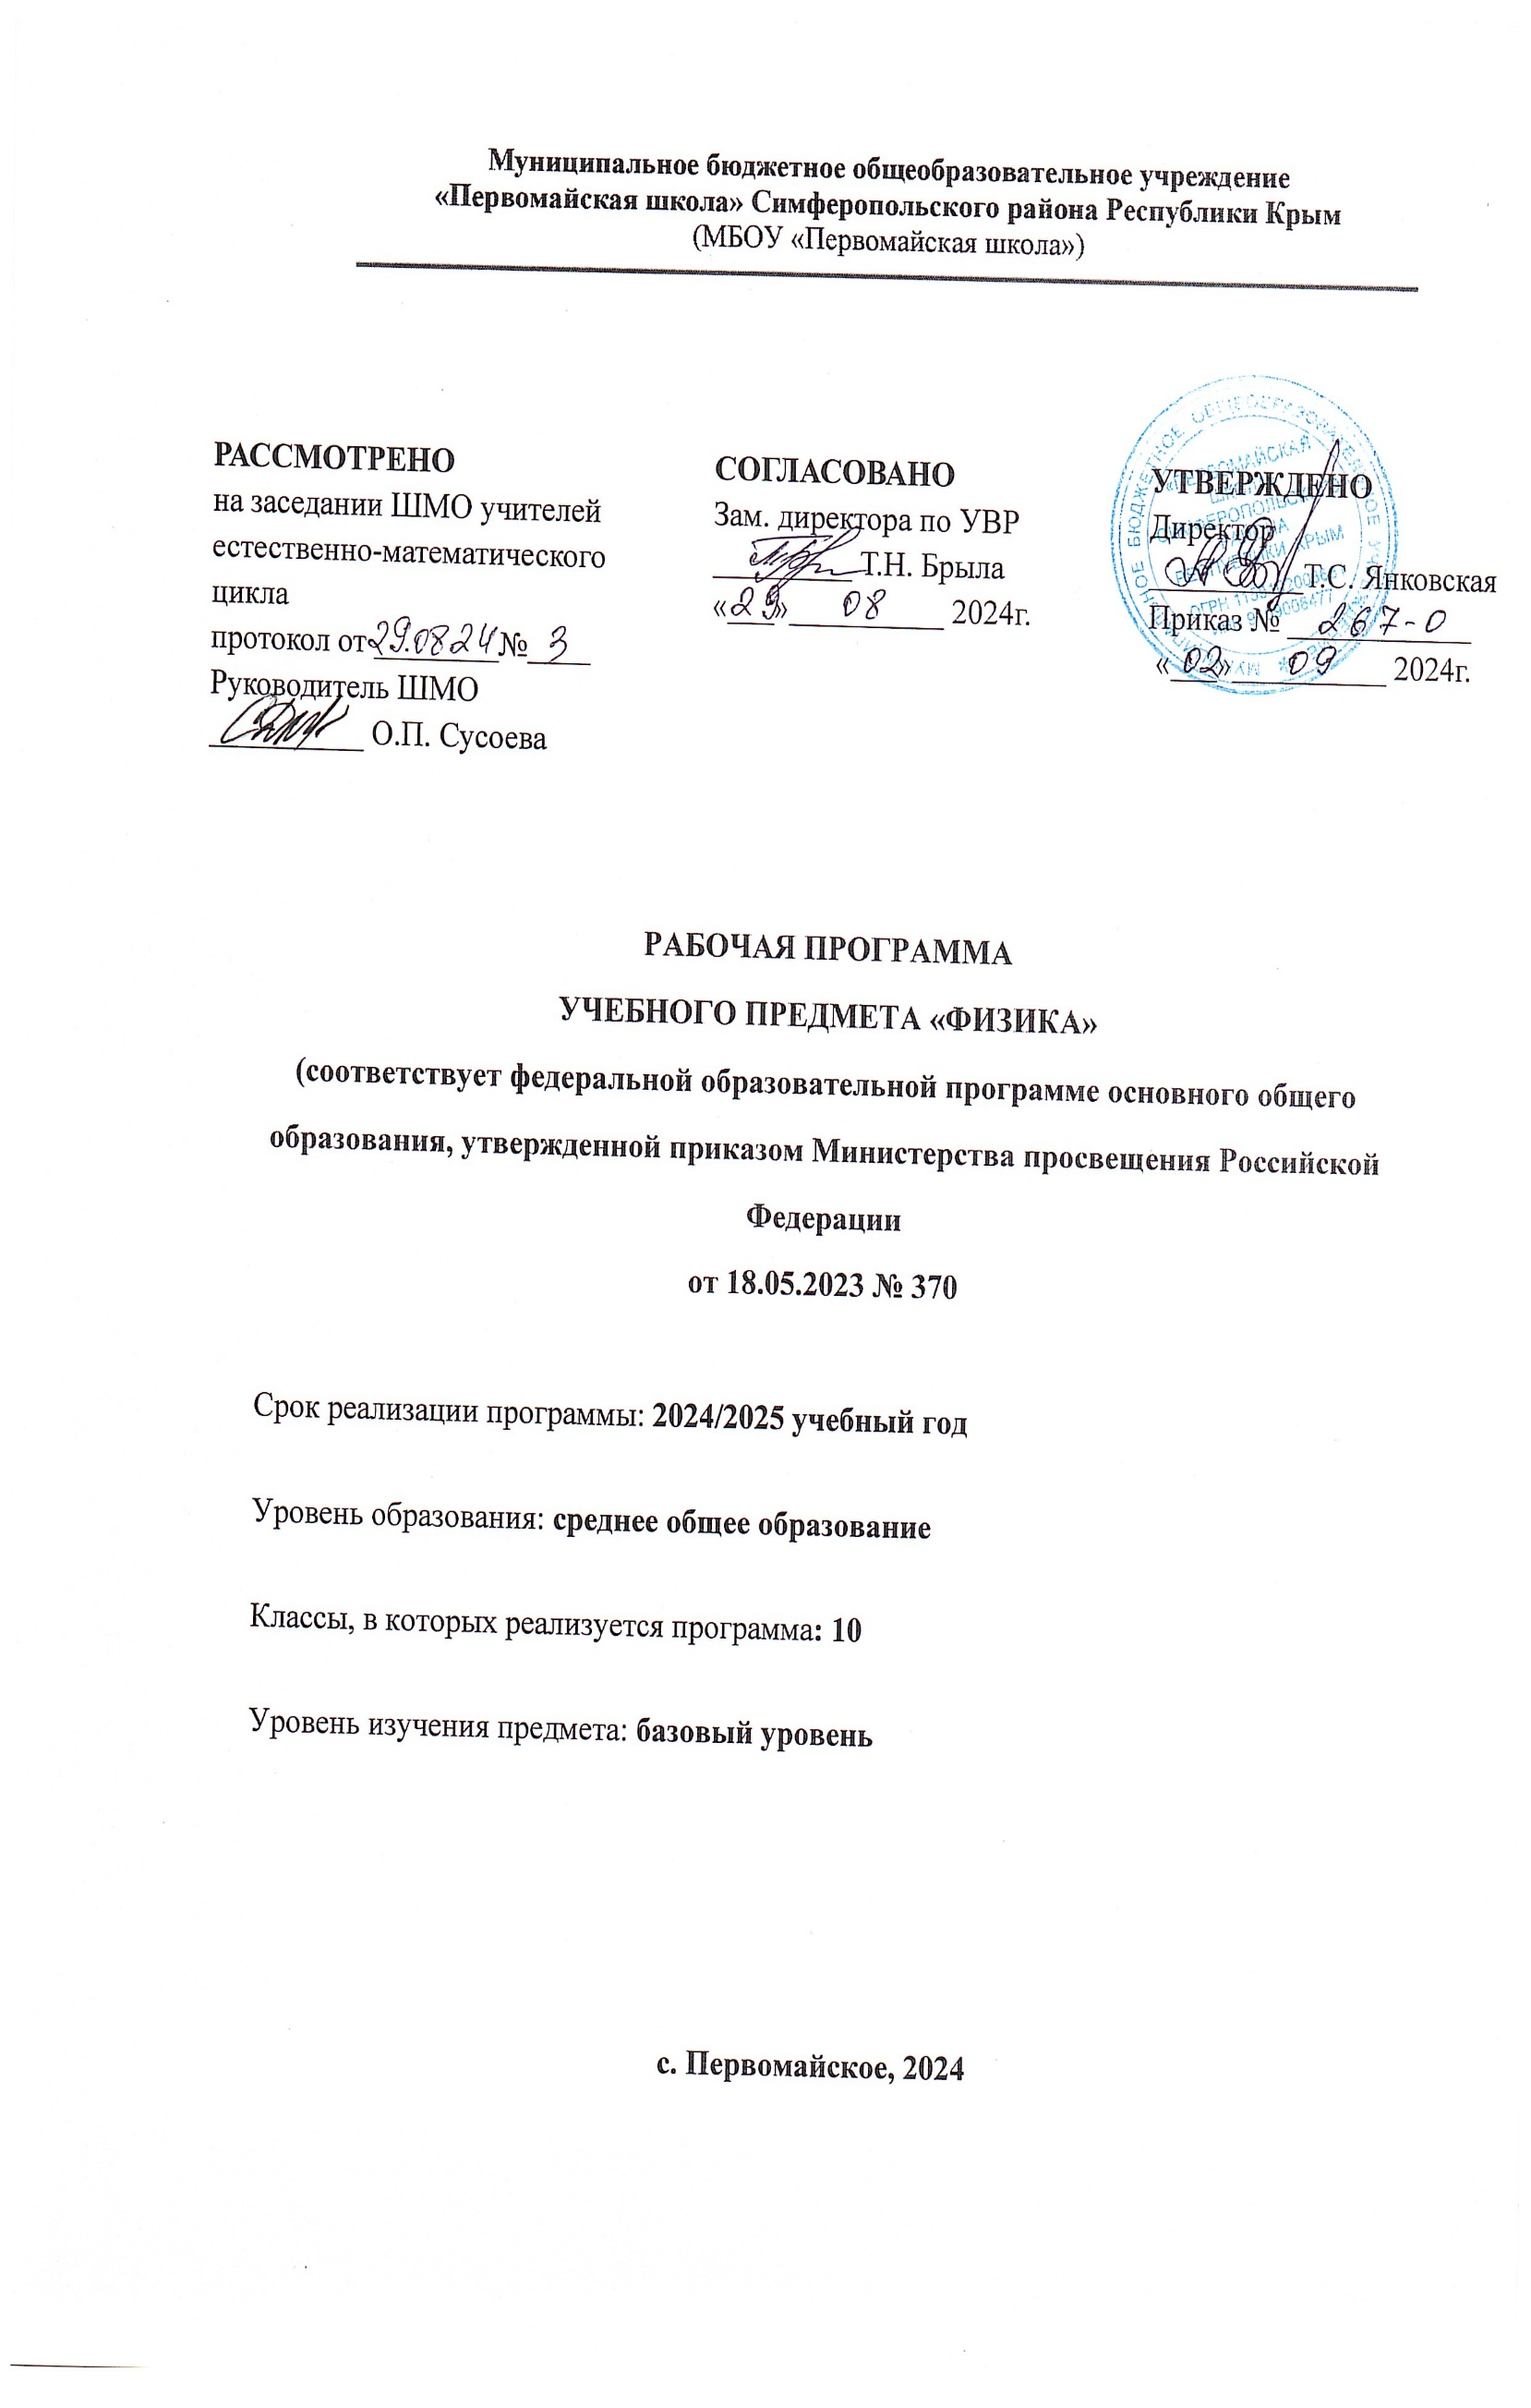 Муниципальное бюджетное общеобразовательное учреждение
«Первомайская школа» Симферопольского района Республики Крым
(МБОУ «Первомайская школа»)
РАССМОТРЕНО
на заседании ШМО учителей
естественно-математического
цикла
протокол от 29.0824 № 3
Руководитель ШМО
О.П. Сусоева
СОГЛАСОВАНО
Зам. директора по УВР
Т.Н. Брыла
«29» 08 2024г.
УТВЕРЖДЕНО
Директор
Т.С. Янковская
Приказ № 267-О
«02» 09 2024г.
РАБОЧАЯ ПРОГРАММА
УЧЕБНОГО ПРЕДМЕТА «ФИЗИКА»
(соответствует федеральной образовательной программе основного общего
образования, утвержденной приказом Министерства просвещения Российской
Федерации
от 18.05.2023 № 370
Срок реализации программы: 2024/2025 учебный год
Уровень образования: среднее общее образование
Классы, в которых реализуется программа: 10
Уровень изучения предмета: базовый уровень
с. Первомайское, 2024